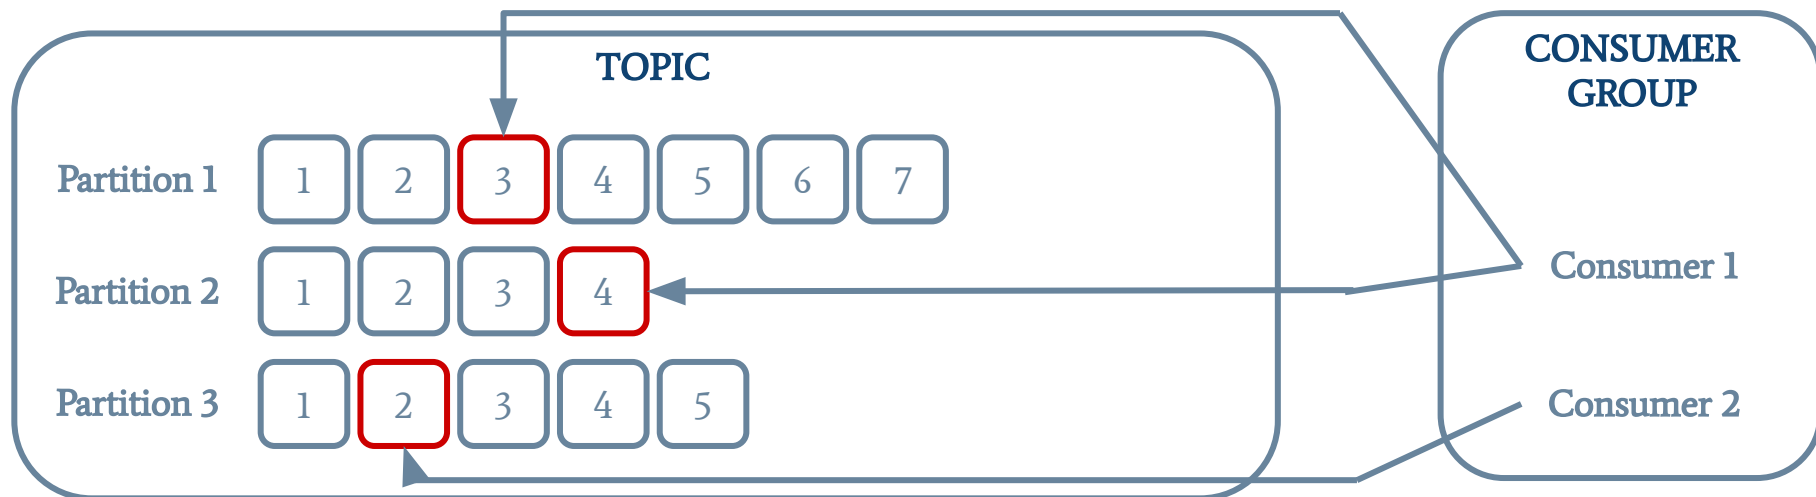 TOPIC
CONSUMER
GROUP
Partition 1 1 2 3 4 5 6 7
Partition 2 1 2 3 4
Consumer 1
Partition 3 1 2 3 4 5
Consumer 2